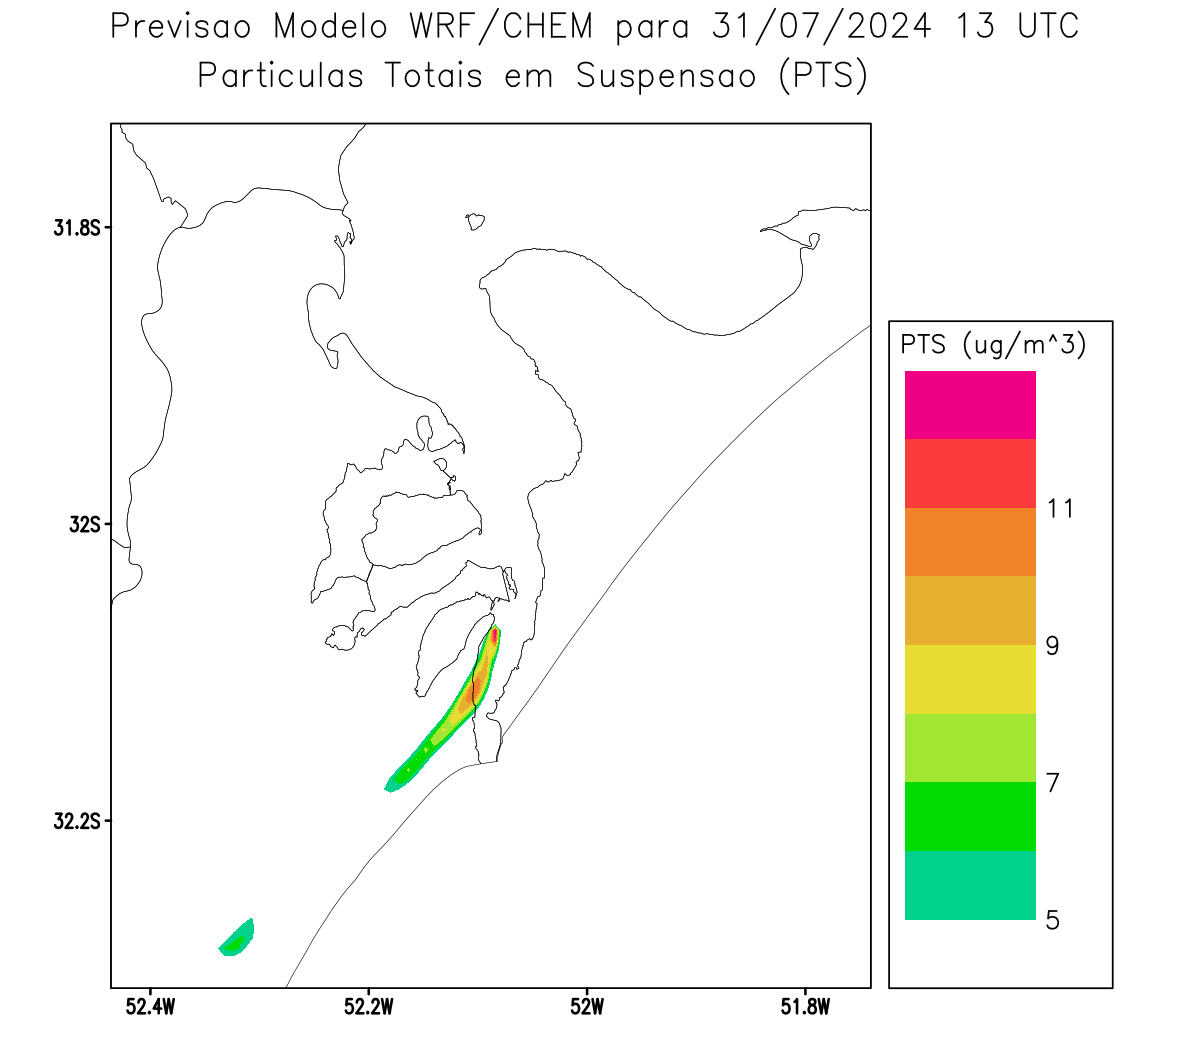 Previsao Modelo WRF/CHEM para 31/07/2024 13 UTC
Particulas Totais em Suspensao (PTS)
31.8S
32S
32.2S
52.4W
52.2W
52W
51.8W
PTS (ug/m^3)
11
9
7
5